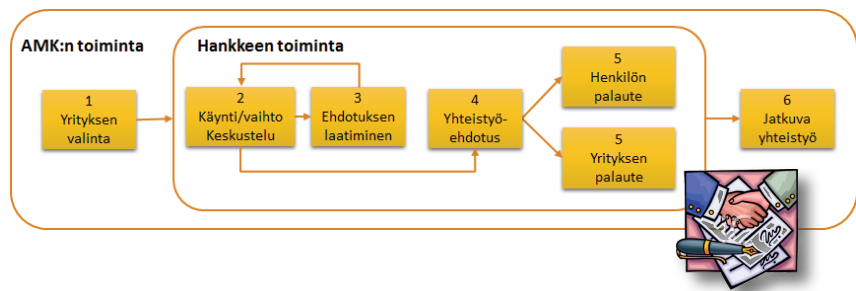 AMK:n toiminta
Hankkeen toiminta
1
Yrityksen
valinta
2
Käynti/vaihto
Keskustelu
3
Ehdotuksen
laatiminen
4
Yhteistyö-
ehdotus
5
Henkilön
palaute
5
Yrityksen
palaute
6
Jatkuva
yhteistyö